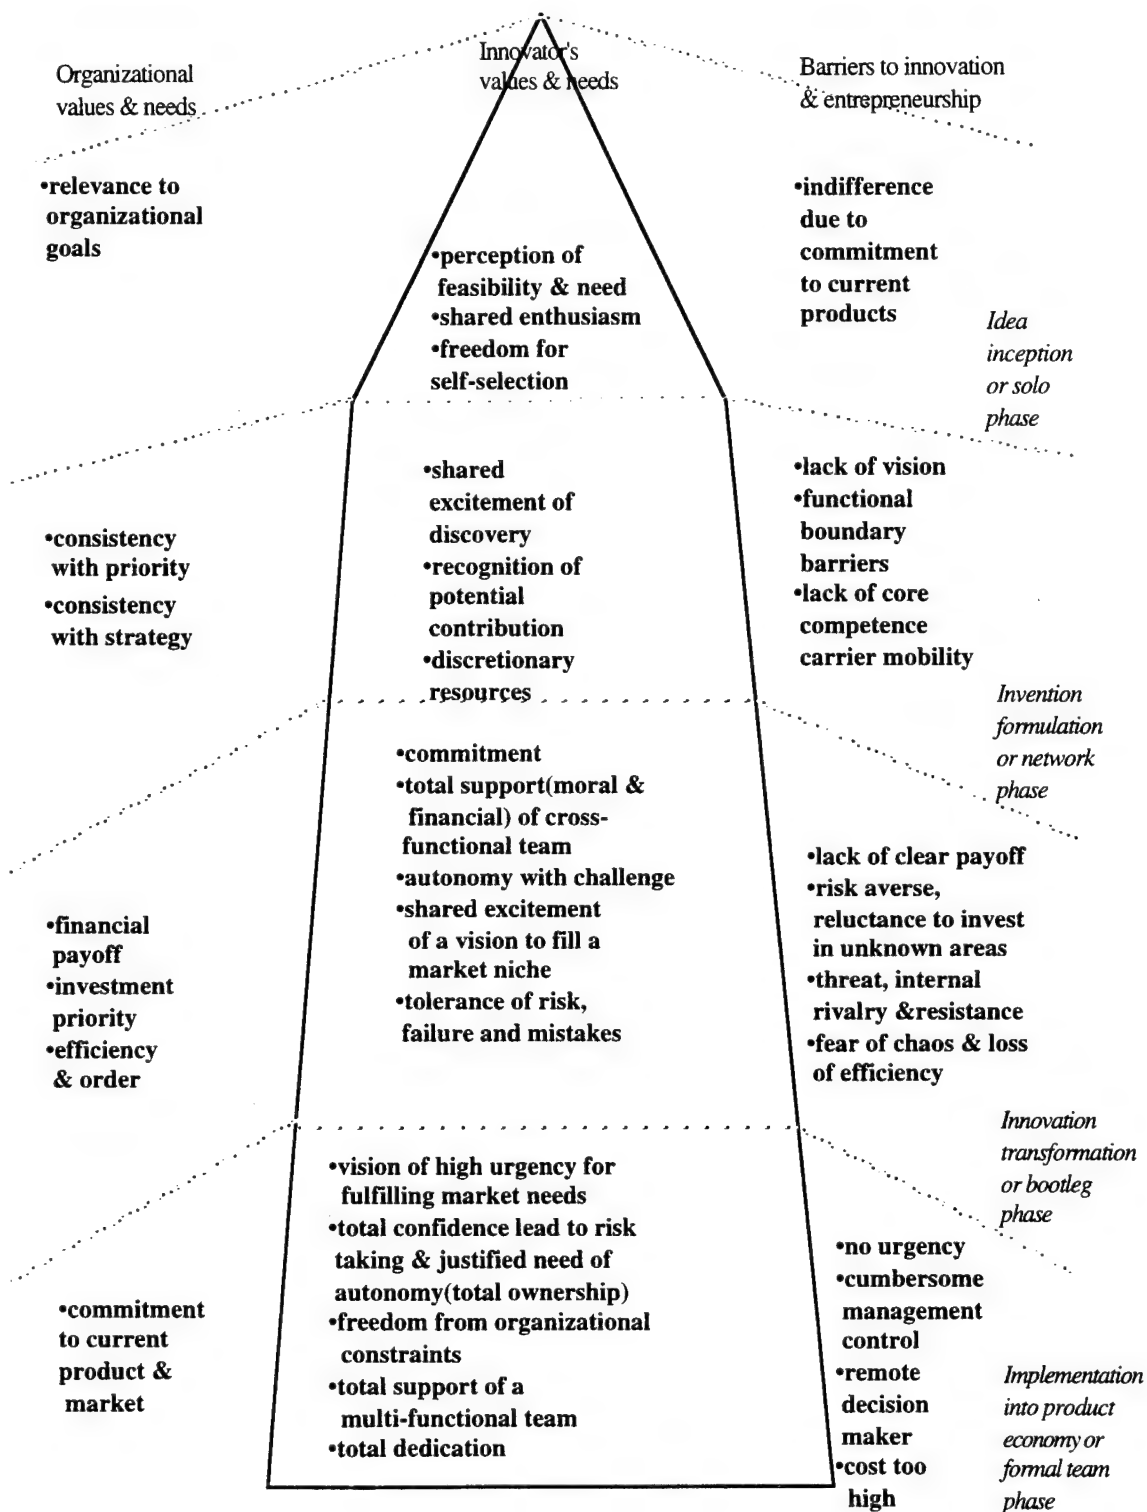 Organizational
values & needs
Innovator's
values & needs
Barriers to innovation
& entrepreneurship
•relevance to
organizational
goals
•perception of
feasibility & need
•shared enthusiasm
•freedom for
self-selection
•indifference
due to
commitment
to current
products
Idea
inception
or solo
phase
•consistency
with priority
•consistency
with strategy
•shared
excitement of
discovery
•recognition of
potential
contribution
•discretionary
resources
•lack of vision
•functional
boundary
barriers
•lack of core
competence
carrier mobility
Invention
formulation
or network
phase
•financial
payoff
•investment
priority
•efficiency
& order
•commitment
•total support(moral &
financial) of cross-
functional team
•autonomy with challenge
•shared excitement
of a vision to fill a
market niche
•tolerance of risk,
failure and mistakes
•lack of clear payoff
•risk averse,
reluctance to invest
in unknown areas
•threat, internal
rivalry &resistance
•fear of chaos & loss
of efficiency
Innovation
transformation
or bootleg
phase
•commitment
to current
product &
market
•vision of high urgency for
fulfilling market needs
•total confidence lead to risk
taking & justified need of
autonomy(total ownership)
•freedom from organizational
constraints
•total support of a
multi-functional team
•total dedication
•no urgency
•cumbersome
management
control
•remote
decision
maker
•cost too
high
Implementation
into product
economy or
formal team
phase